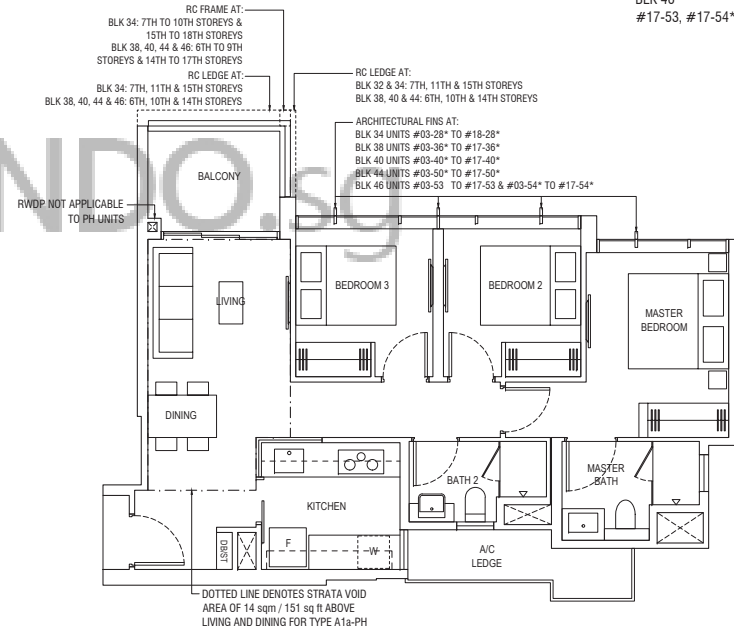 BLK 46
#17-53, #17-54*
RC FRAME AT:
BLK 34: 7TH TO 10TH STOREYS &
15TH TO 18TH STOREYS
BLK 38, 40, 44 & 46: 6TH TO 9TH
STOREYS & 14TH TO 17TH STOREYS
RC LEDGE AT:
BLK 34: 7TH, 11TH & 15TH STOREYS
BLK 38, 40, 44 & 46: 6TH, 10TH & 14TH STOREYS
RC LEDGE AT:
BLK 32 & 34: 7TH, 11TH & 15TH STOREYS
BLK 38, 40 & 44: 6TH, 10TH & 14TH STOREYS
ARCHITECTURAL FINS AT:
BLK 34 UNITS #03-28* TO #18-28*
BLK 38 UNITS #03-36* TO #17-36*
BLK 40 UNITS #03-40* TO #17-40*
BLK 44 UNITS #03-50* TO #17-50*
BLK 46 UNITS #03-53 TO #17-53 & #03-54* TO #17-54*
NDO.sg
BALCONY
RWDP NOT APPLICABLE
TO PH UNITS
LIVING
BEDROOM 3
BEDROOM 2
MASTER
BEDROOM
DINING
KITCHEN
BATH 2
MASTER
BATH
F
W
DB/ST
A/C
LEDGE
DOTTED LINE DENOTES STRATA VOID
AREA OF 14 sqm / 151 sq ft ABOVE
LIVING AND DINING FOR TYPE A1a-PH